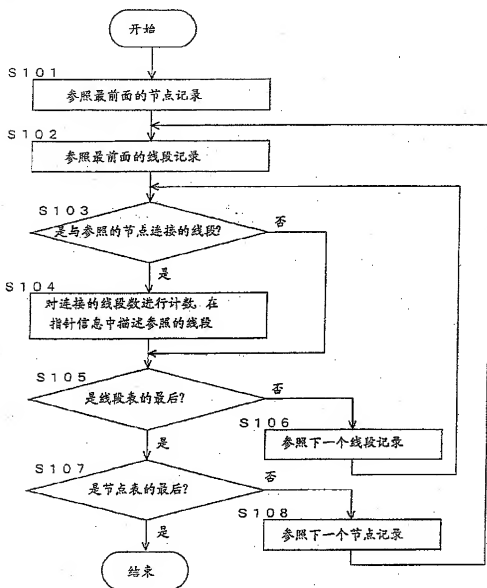 开始
S101
参照最前面的节点记录
S102
参照最前面的线段记录
S103
是与参照的节点连接的线段?
否
是
S104
对连接的线段数进行计数, 在
指针信息中描述参照的线段
S105
是线段表的最后?
否
是
S106
参照下一个线段记录
S107
是节点表的最后?
否
是
S108
参照下一个节点记录
结束